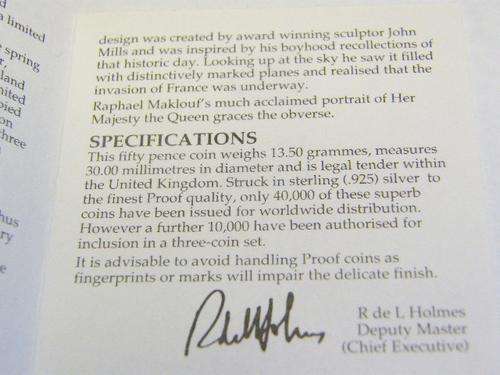 a limited
spring
land
on
three
hus
ry
e
design was created by award winning sculptor John
Mills and was inspired by his boyhood recollections of
that historic day. Looking up at the sky he saw it filled
with distinctively marked planes and realised that the
invasion of France was underway.
Raphael Maklouf's much acclaimed portrait of Her
Majesty the Queen graces the obverse.
SPECIFICATIONS
This fifty pence coin weighs 13.50 grammes, measures
30.00 millimetres in diameter and is legal tender within
the United Kingdom. Struck in sterling (.925) silver to
the finest Proof quality, only 40,000 of these superb
coins have been issued for worldwide distribution.
However a further 10,000 have been authorised for
inclusion in a three-coin set.
It is advisable to avoid handling Proof coins as
fingerprints or marks will impair the delicate finish.
R de L Holmes
Deputy Master
(Chief Executive)